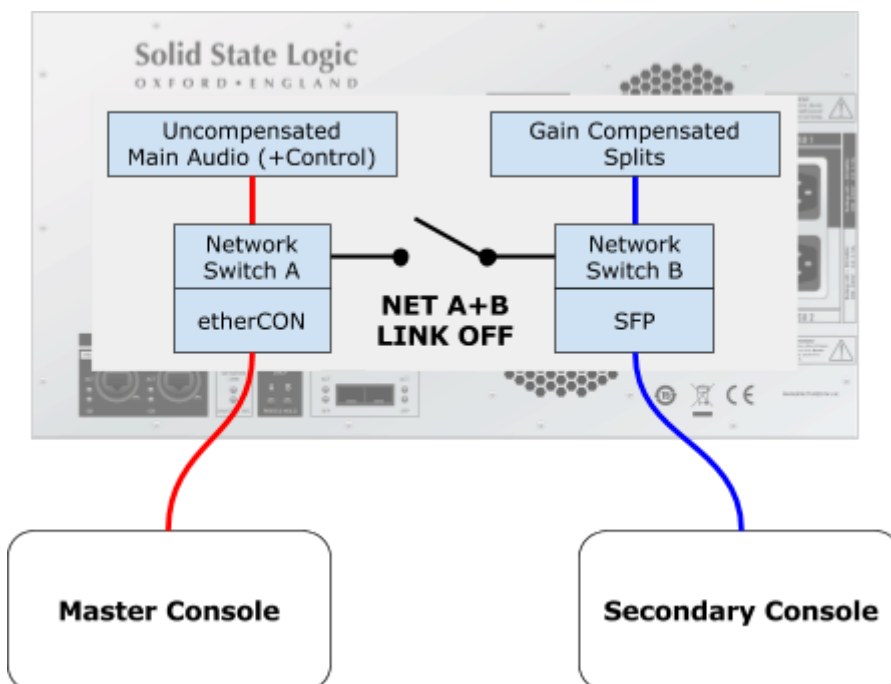 Solid State Logic
OXFORD • ENGLAND
Uncompensated
Main Audio (+Control)
Gain Compensated
Splits
Network
Switch A
Network
Switch B
NET A+B
LINK OFF
etherCON
SFP
Master Console
Secondary Console